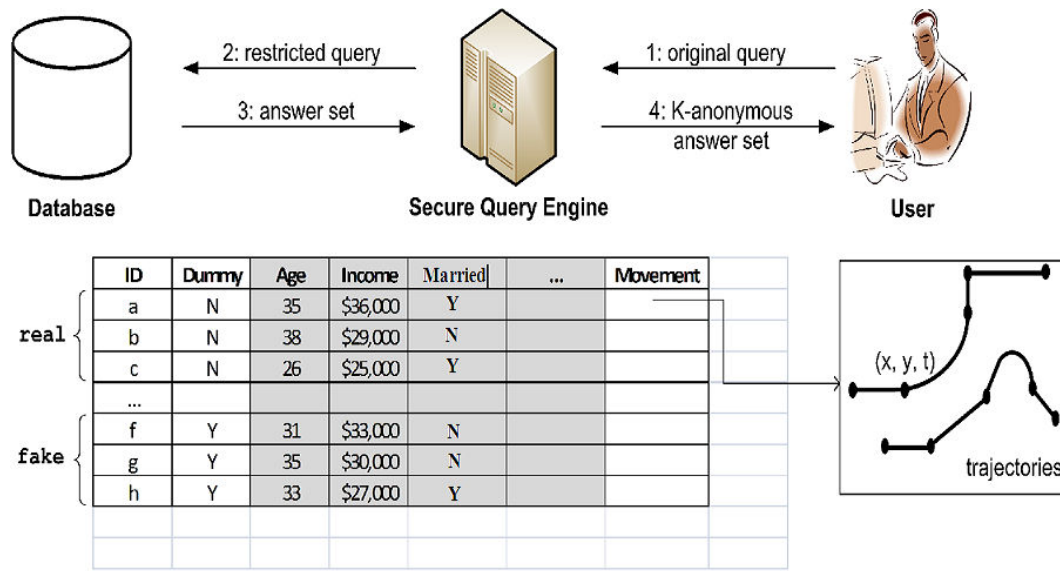 2: restricted query
1: original query
3: answer set
4: K-anonymous
answer set
Database
Secure Query Engine
User
ID Dummy Age Income Married ... Movement
a N 35 $36,000 Y
real b N 38 $29,000 N
c N 26 $25,000 Y
...
f Y 31 $33,000 N
fake g Y 35 $30,000 N
h Y 33 $27,000 Y
(x, y, t)
trajectories